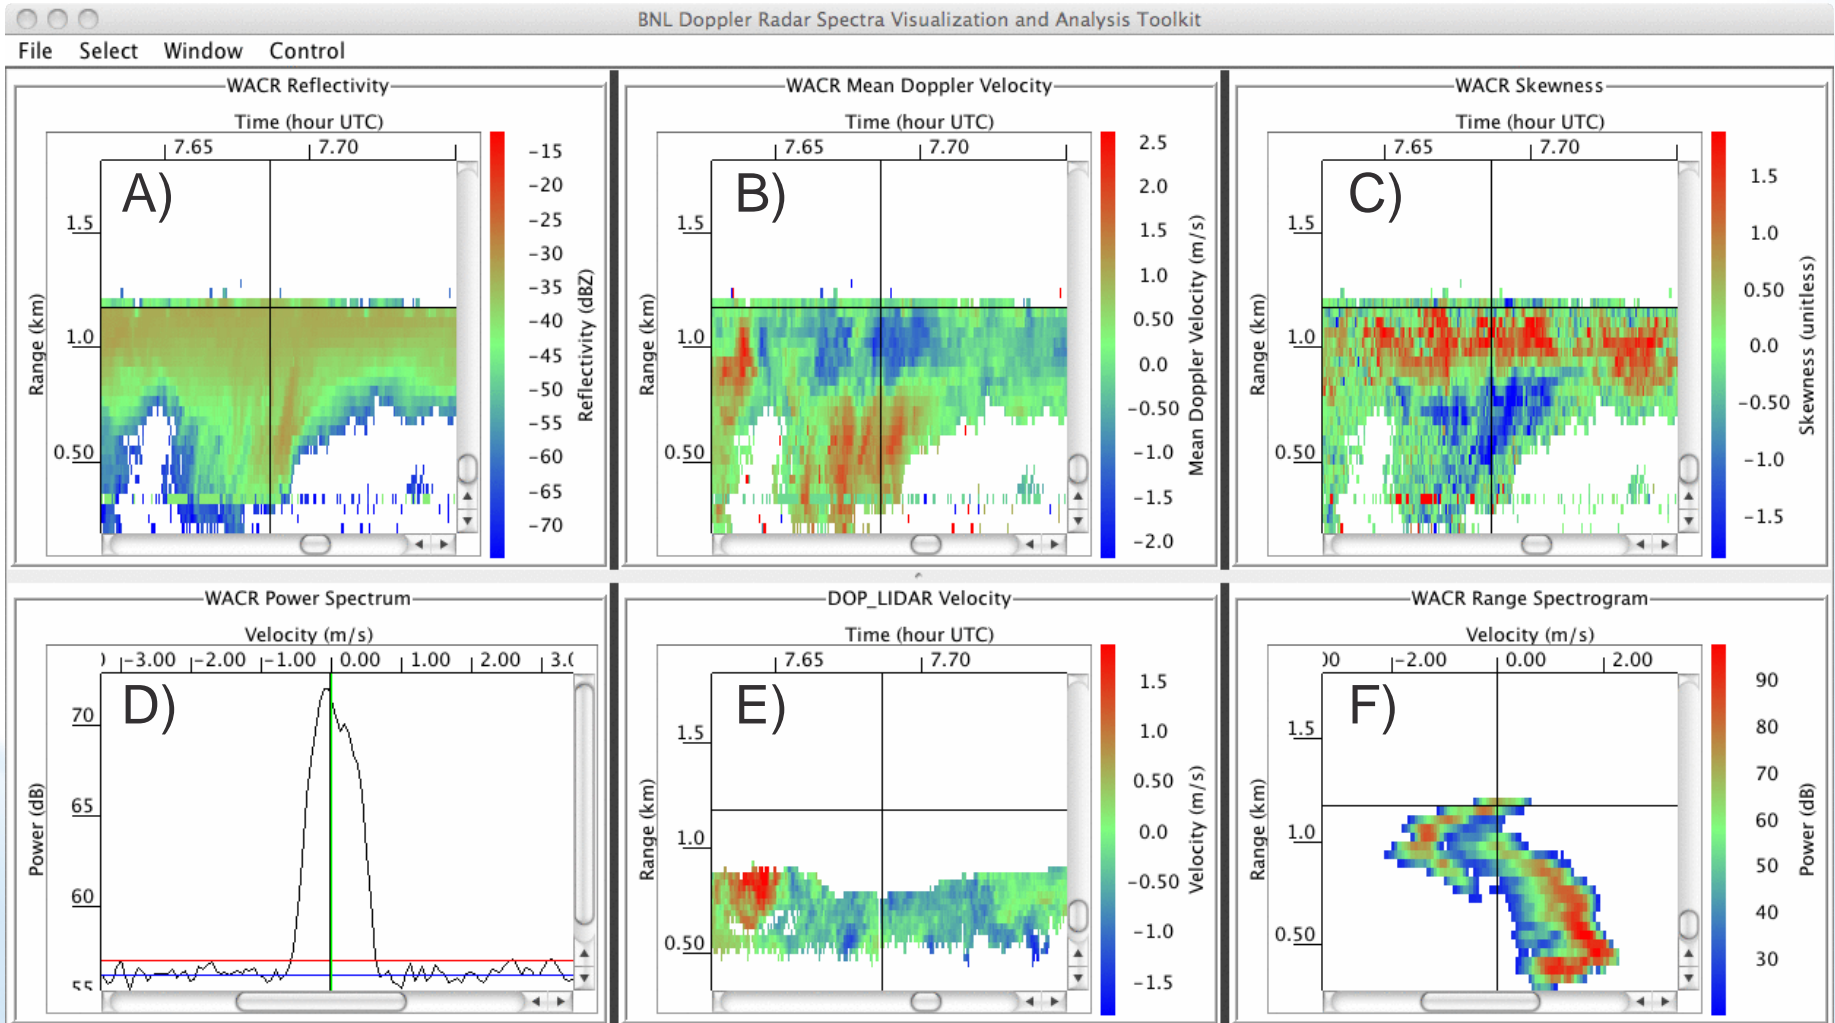 BNL Doppler Radar Spectra Visualization and Analysis Toolkit
File Select Window Control
WACR Reflectivity
Time (hour UTC)
7.65 7.70
A)
Range (km)
1.5
1.0
0.50
-15
-20
-25
-30
-35
-40
-45
-50
-55
-60
-65
-70
Reflectivity (dBZ)
WACR Mean Doppler Velocity
Time (hour UTC)
7.65 7.70
B)
Range (km)
1.5
1.0
0.50
2.5
2.0
1.5
1.0
0.50
0.0
-0.50
-1.0
-1.5
-2.0
Mean Doppler Velocity (m/s)
WACR Skewness
Time (hour UTC)
7.65 7.70
C)
Range (km)
1.5
1.0
0.50
1.5
1.0
0.50
0.0
-0.50
-1.0
-1.5
Skewness (unitless)
WACR Power Spectrum
Velocity (m/s)
-3.00 -2.00 -1.00 0.00 1.00 2.00 3.0
D)
Power (dB)
70
65
60
55
DOP_LIDAR Velocity
Time (hour UTC)
7.65 7.70
E)
Range (km)
1.5
1.0
0.50
1.5
1.0
0.50
0.0
-0.50
-1.0
-1.5
Velocity (m/s)
WACR Range Spectrogram
Velocity (m/s)
00 -2.00 0.00 2.00
F)
Range (km)
1.5
1.0
0.50
90
80
70
60
50
40
30
Power (dB)